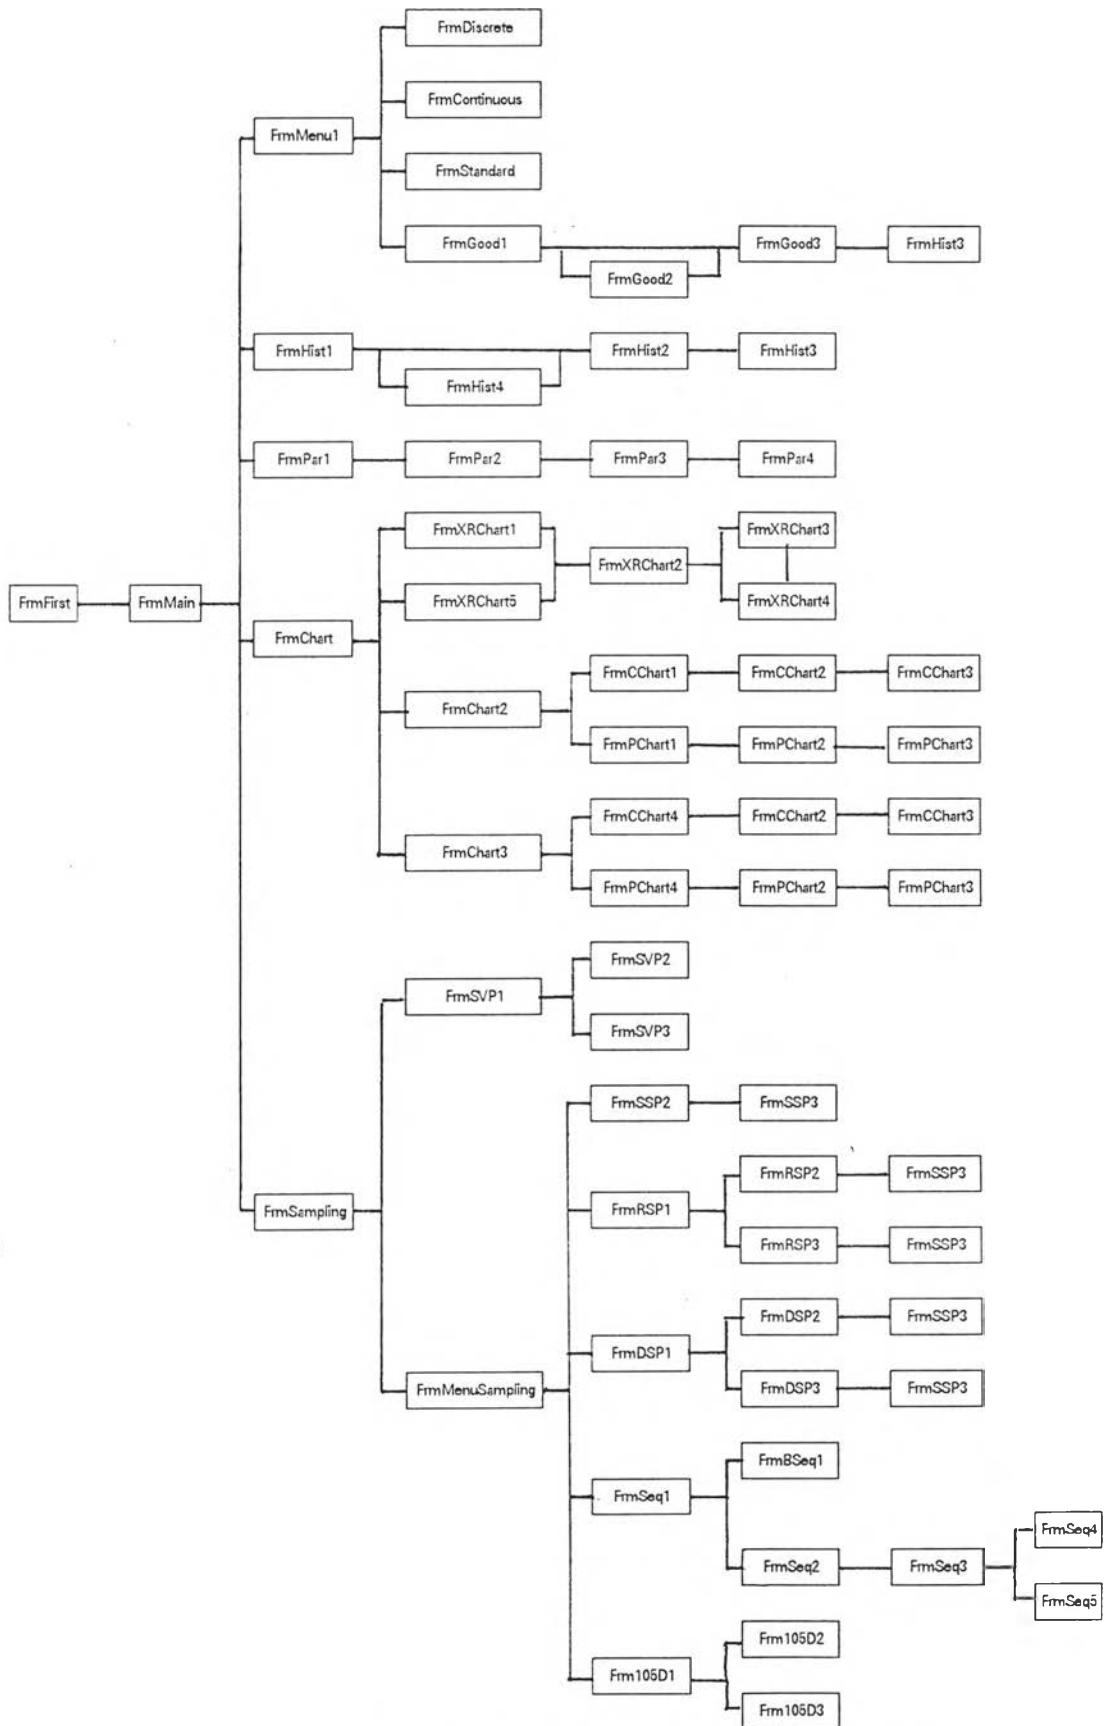 FrmDiscrete
FrmContinuous
FrmMenu1
FrmStandard
FrmGood1
FrmGood3
FrmHist3
FrmGood2
FrmHist1
FrmHist2
FrmHist3
FrmHist4
FrmPar1
FrmPar2
FrmPar3
FrmPar4
FrmXRChart1
FrmXRChart3
FrmXRChart2
FrmFirst
FrmMain
FrmXRChart5
FrmXRChart4
FrmChart
FrmCChart1
FrmCChart2
FrmCChart3
FrmChart2
FrmPChart1
FrmPChart2
FrmPChart3
FrmCChart4
FrmCChart2
FrmCChart3
FrmChart3
FrmPChart4
FrmPChart2
FrmPChart3
FrmSVP2
FrmSVP1
FrmSVP3
FrmSSP2
FrmSSP3
FrmRSP2
FrmSSP3
FrmSampling
FrmRSP1
FrmRSP3
FrmSSP3
FrmDSP2
FrmSSP3
FrmDSP1
FrmMenuSampling
FrmDSP3
FrmSSP3
FrmBSeq1
FrmSeq1
FrmSeq4
FrmSeq2
FrmSeq3
FrmSeq5
Frm105D2
Frm105D1
Frm105D3